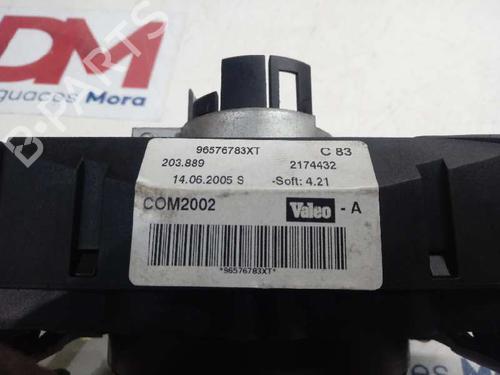 DM
guaces Mora
B-PARTS
96576783XT C 83
203.889 2174432
14.06.2005 S -Soft: 4.21
COM2002 Valeo - A
*96576783XT*